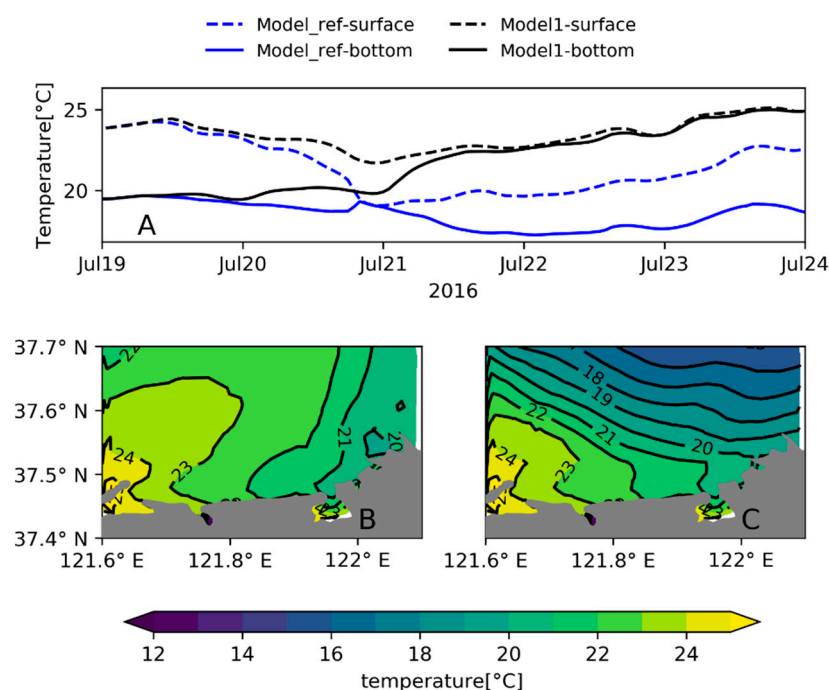 Model_ref-surface Model1-surface
Model_ref-bottom Model1-bottom
Temperature[°C]
25
20
A
Jul19 Jul20 Jul21 Jul22 Jul23 Jul24
2016
37.7° N
37.6° N
37.5° N
37.4° N
22
24
23
21
20
B
121.6° E 121.8° E 122° E
18
19
22
21
20
24
23
C
121.6° E 121.8° E 122° E
12 14 16 18 20 22 24
temperature[°C]